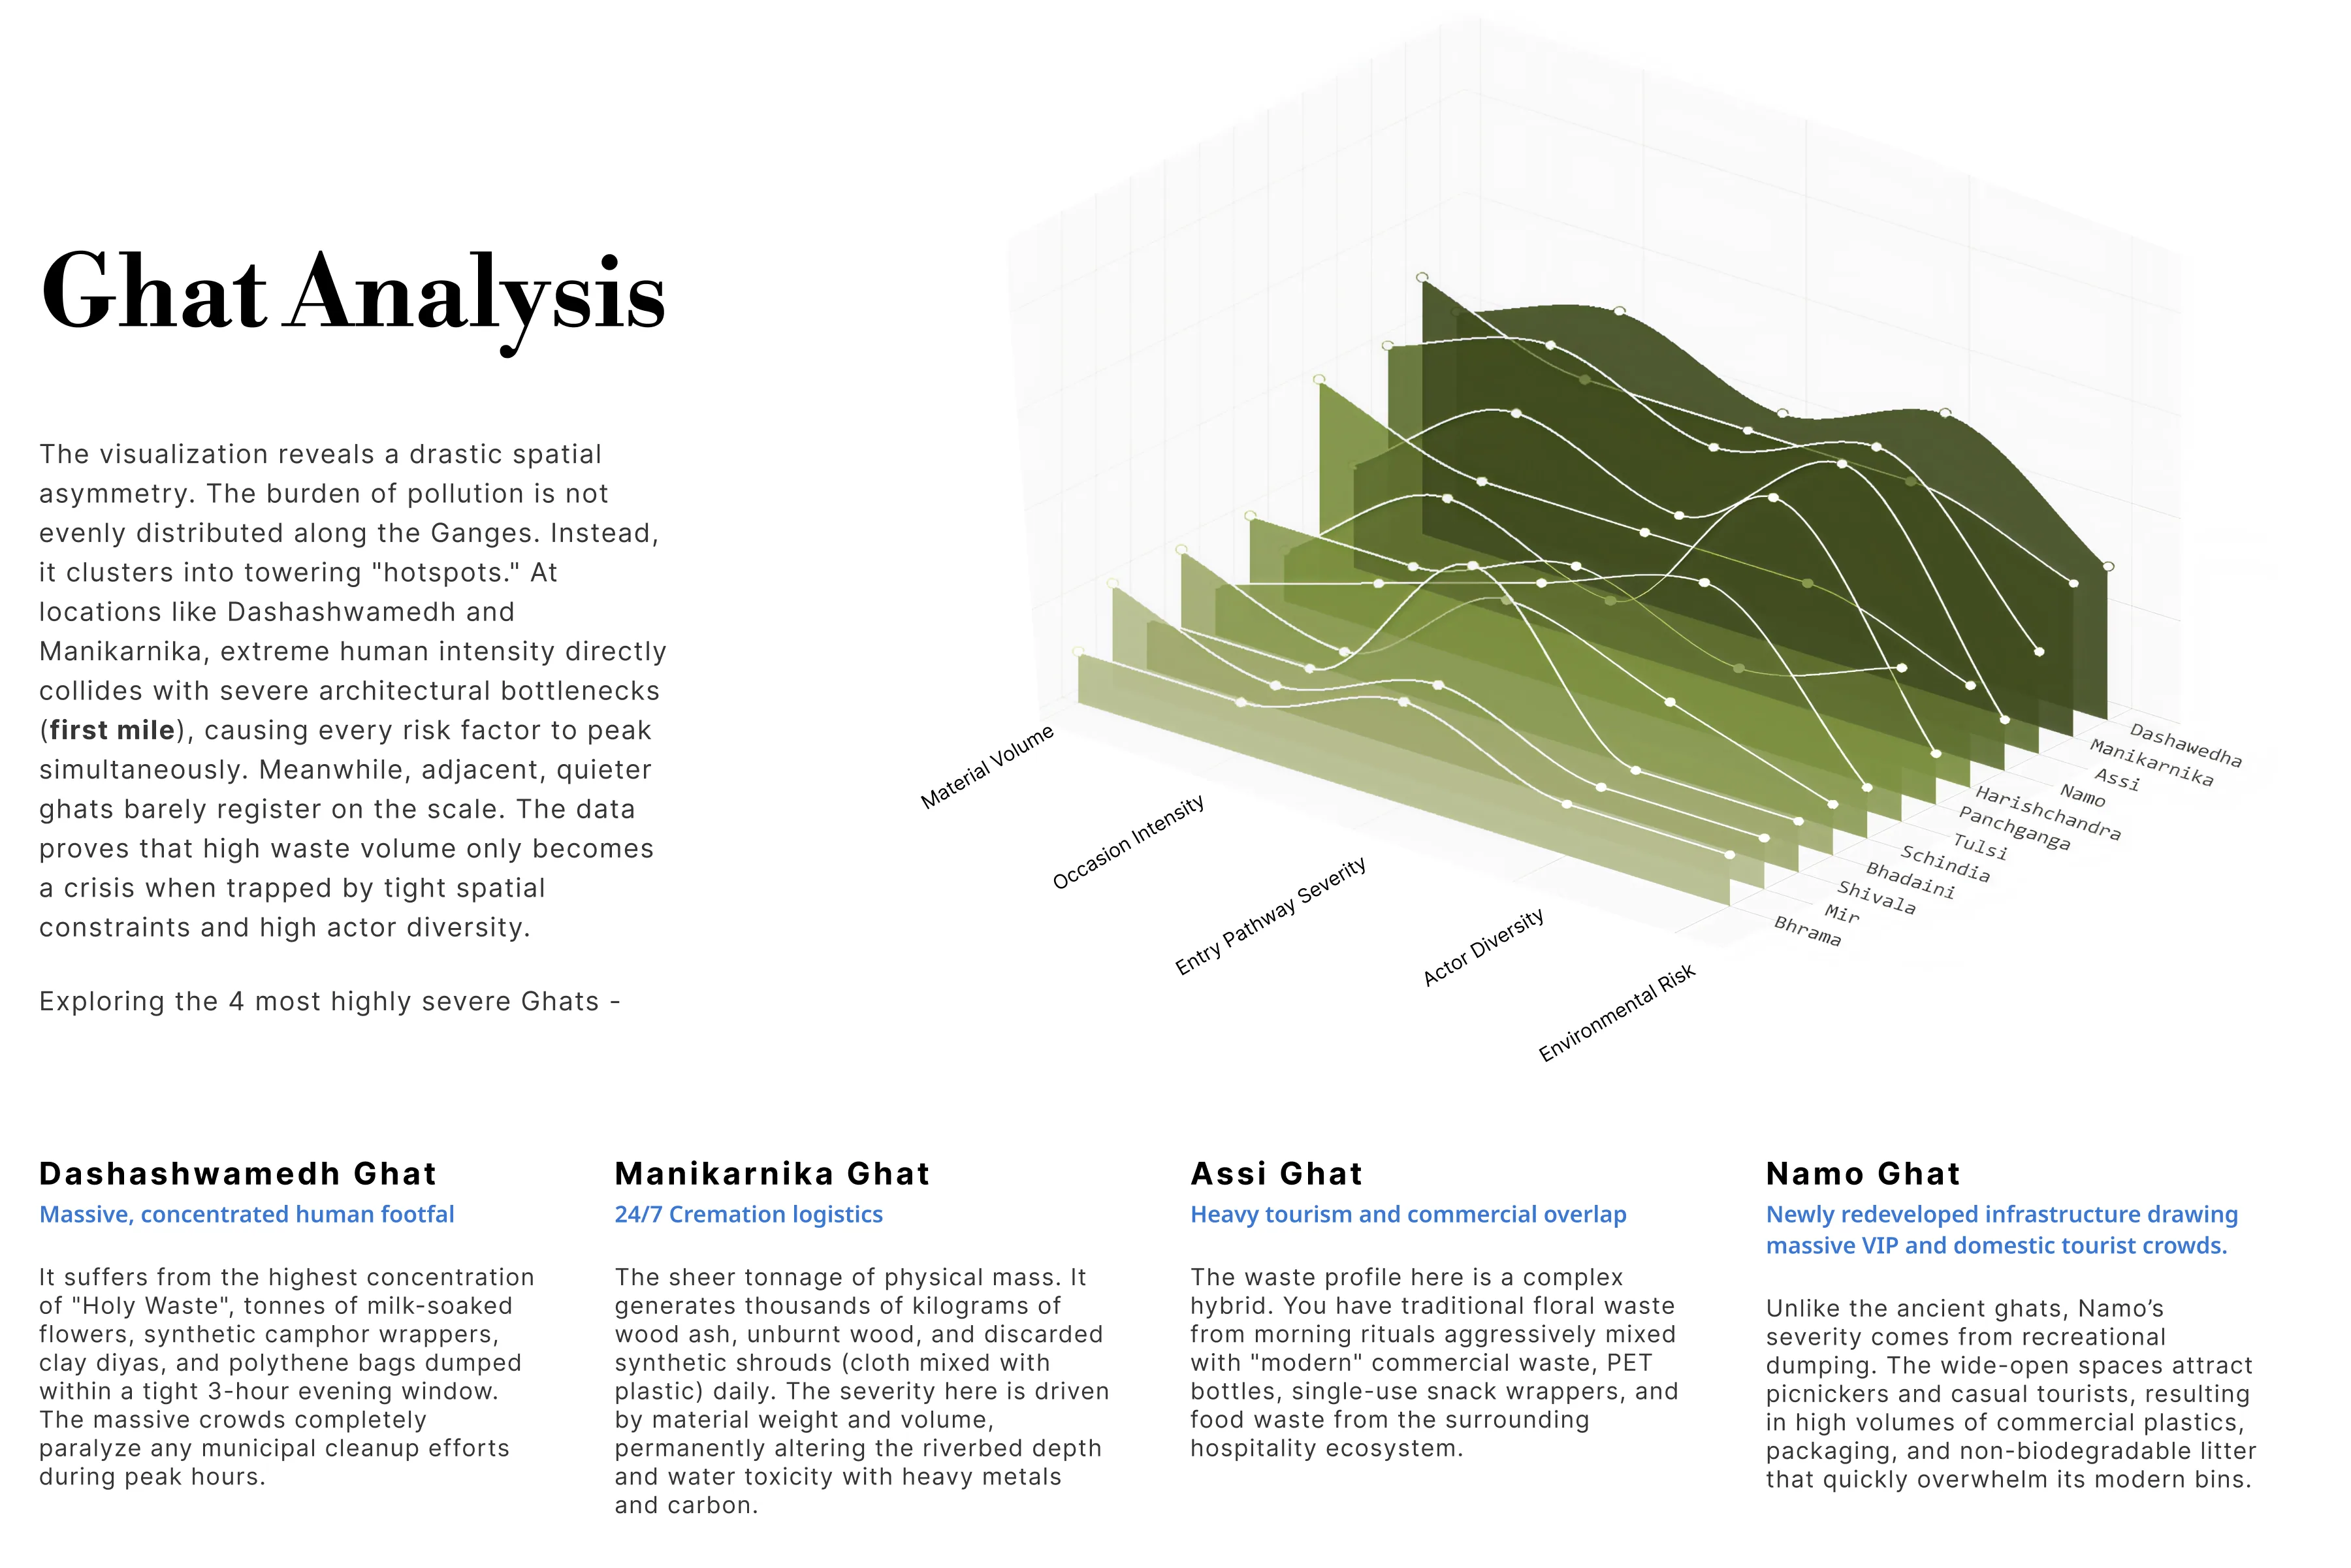 Ghat Analysis
The visualization reveals a drastic spatial
asymmetry. The burden of pollution is not
evenly distributed along the Ganges. Instead,
it clusters into towering "hotspots." At
locations like Dashashwamedh and
Manikarnika, extreme human intensity directly
collides with severe architectural bottlenecks
(first mile), causing every risk factor to peak
simultaneously. Meanwhile, adjacent, quieter
ghats barely register on the scale. The data
proves that high waste volume only becomes
a crisis when trapped by tight spatial
constraints and high actor diversity.
Exploring the 4 most highly severe Ghats -
Material Volume
Occasion Intensity
Entry Pathway Severity
Actor Diversity
Environmental Risk
Dashawedha
Manikarnika
Assi
Namo
Harishchandra
Panchganga
Tulsi
Schindia
Bhadaini
Shivala
Mir
Bhrama
Dashashwamedh Ghat
Massive, concentrated human footfal
It suffers from the highest concentration
of "Holy Waste", tonnes of milk-soaked
flowers, synthetic camphor wrappers,
clay diyas, and polythene bags dumped
within a tight 3-hour evening window.
The massive crowds completely
paralyze any municipal cleanup efforts
during peak hours.
Manikarnika Ghat
24/7 Cremation logistics
The sheer tonnage of physical mass. It
generates thousands of kilograms of
wood ash, unburnt wood, and discarded
synthetic shrouds (cloth mixed with
plastic) daily. The severity here is driven
by material weight and volume,
permanently altering the riverbed depth
and water toxicity with heavy metals
and carbon.
Assi Ghat
Heavy tourism and commercial overlap
The waste profile here is a complex
hybrid. You have traditional floral waste
from morning rituals aggressively mixed
with "modern" commercial waste, PET
bottles, single-use snack wrappers, and
food waste from the surrounding
hospitality ecosystem.
Namo Ghat
Newly redeveloped infrastructure drawing
massive VIP and domestic tourist crowds.
Unlike the ancient ghats, Namo’s
severity comes from recreational
dumping. The wide-open spaces attract
picnickers and casual tourists, resulting
in high volumes of commercial plastics,
packaging, and non-biodegradable litter
that quickly overwhelm its modern bins.